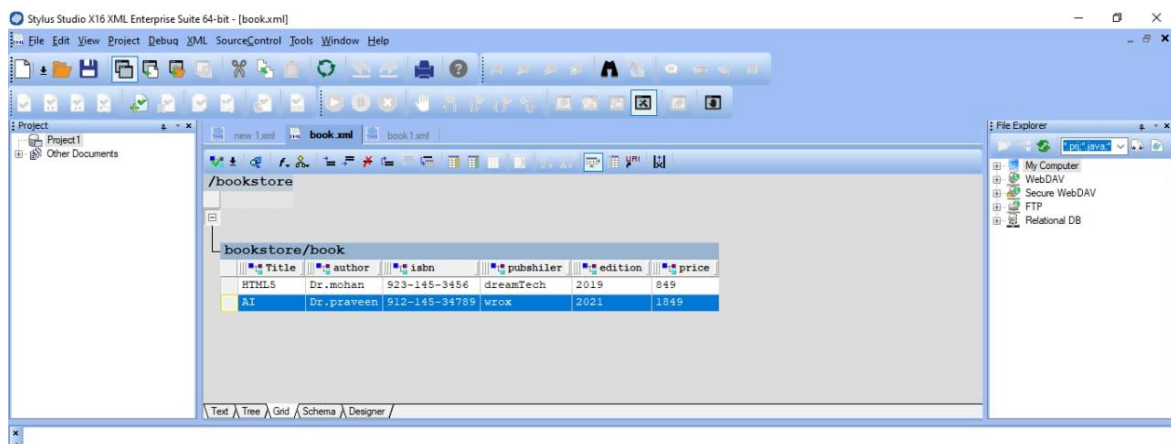 Stylus Studio X16 XML Enterprise Suite 64-bit - [book.xml]
File Edit View Project Debug XML SourceControl Tools Window Help
Project
Project1
Other Documents
new 1.xml book.xml book1.xml
/bookstore
bookstore/book
Title author isbn pubshiler edition price
HTML5 Dr.mohan 923-145-3456 dreamTech 2019 849
AI Dr.praveen 912-145-34789 wrox 2021 1849
Text Tree Grid Schema Designer
File Explorer
*.prj;*.java;*
My Computer
WebDAV
Secure WebDAV
FTP
Relational DB